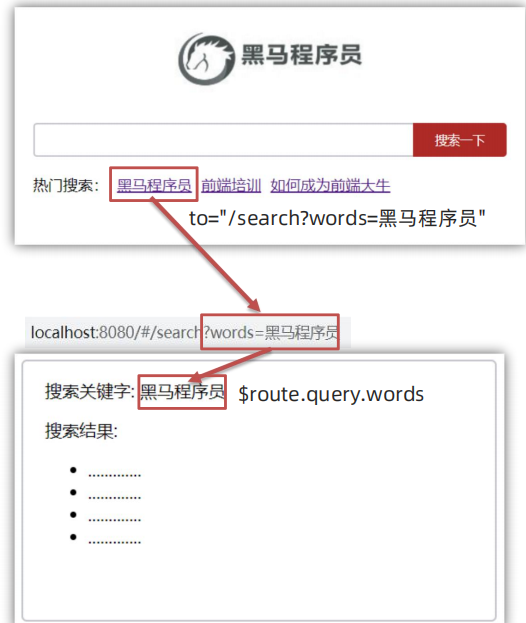 黑马程序员
搜索一下
热门搜索： 黑马程序员 前端培训 如何成为前端大牛
to="/search?words=黑马程序员"
localhost:8080/#/search?words=黑马程序员
搜索关键字: 黑马程序员 $route.query.words
搜索结果:
.............
.............
.............
.............